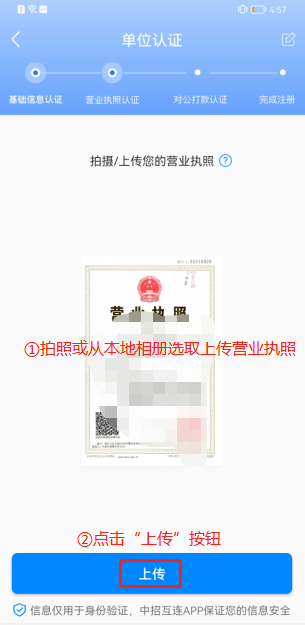 4:57
单位认证
基础信息认证
营业执照认证
对公打款认证
完成注册
拍摄/上传您的营业执照 ?
营业执照
①拍照或从本地相册选取上传营业执照
②点击“上传”按钮
上传
信息仅用于身份验证，中招互连APP保证您的信息安全